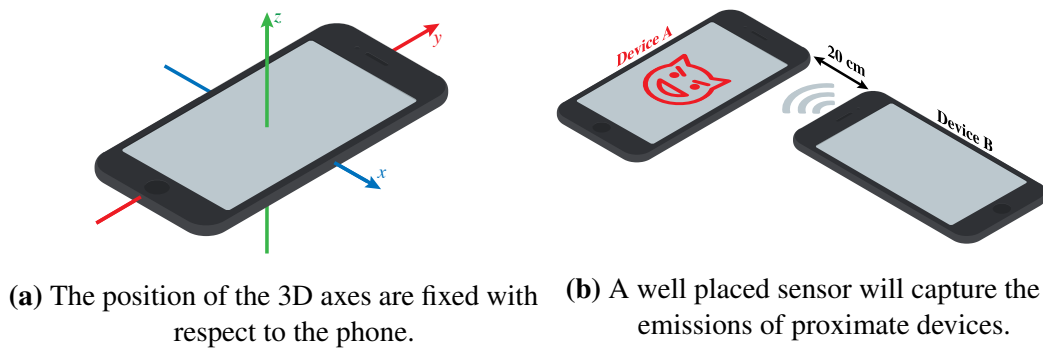 z
y
x
(a) The position of the 3D axes are fixed with
respect to the phone.
Device A
20 cm
Device B
(b) A well placed sensor will capture the
emissions of proximate devices.